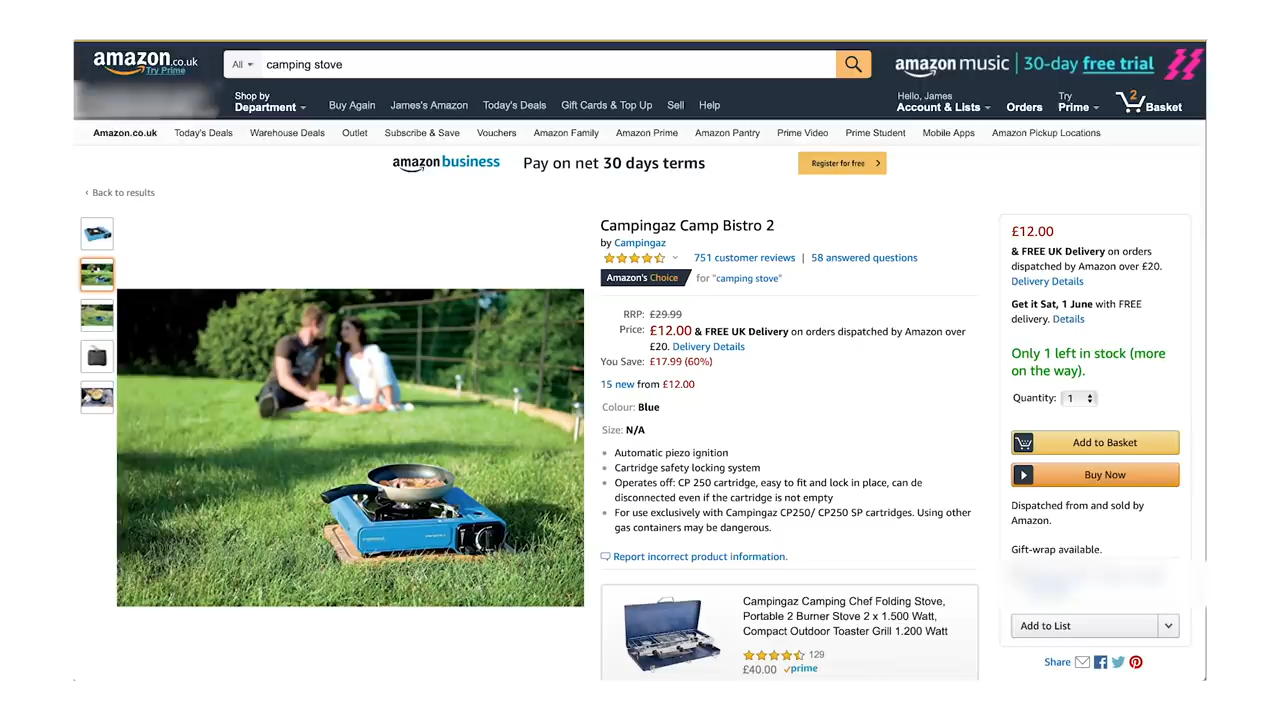 amazon.co.uk
Try Prime
All
camping stove
amazon music | 30-day free trial
Shop by
Department
Buy Again
James's Amazon
Today's Deals
Gift Cards & Top Up
Sell
Help
Hello, James
Account & Lists
Orders
Try
Prime
2
Basket
Amazon.co.uk
Today's Deals
Warehouse Deals
Outlet
Subscribe & Save
Vouchers
Amazon Family
Amazon Prime
Amazon Pantry
Prime Video
Prime Student
Mobile Apps
Amazon Pickup Locations
amazon business
Pay on net 30 days terms
Register for free
‹ Back to results
Campingaz Camp Bistro 2
by Campingaz
751 customer reviews | 58 answered questions
Amazon's Choice for "camping stove"
RRP: £29.99
Price: £12.00 & FREE UK Delivery on orders dispatched by Amazon over
£20. Delivery Details
You Save: £17.99 (60%)
15 new from £12.00
Colour: Blue
Size: N/A
Automatic piezo ignition
Cartridge safety locking system
Operates off: CP 250 cartridge, easy to fit and lock in place, can be
disconnected even if the cartridge is not empty
For use exclusively with Campingaz CP250/ CP250 SP cartridges. Using other
gas containers may be dangerous.
Report incorrect product information.
Campingaz Camping Chef Folding Stove,
Portable 2 Burner Stove 2 x 1.500 Watt,
Compact Outdoor Toaster Grill 1.200 Watt
129
£40.00 prime
£12.00
& FREE UK Delivery on orders
dispatched by Amazon over £20.
Delivery Details
Get it Sat, 1 June with FREE
delivery. Details
Only 1 left in stock (more
on the way).
Quantity: 1
Add to Basket
Buy Now
Dispatched from and sold by
Amazon.
Gift-wrap available.
Add to List
Share